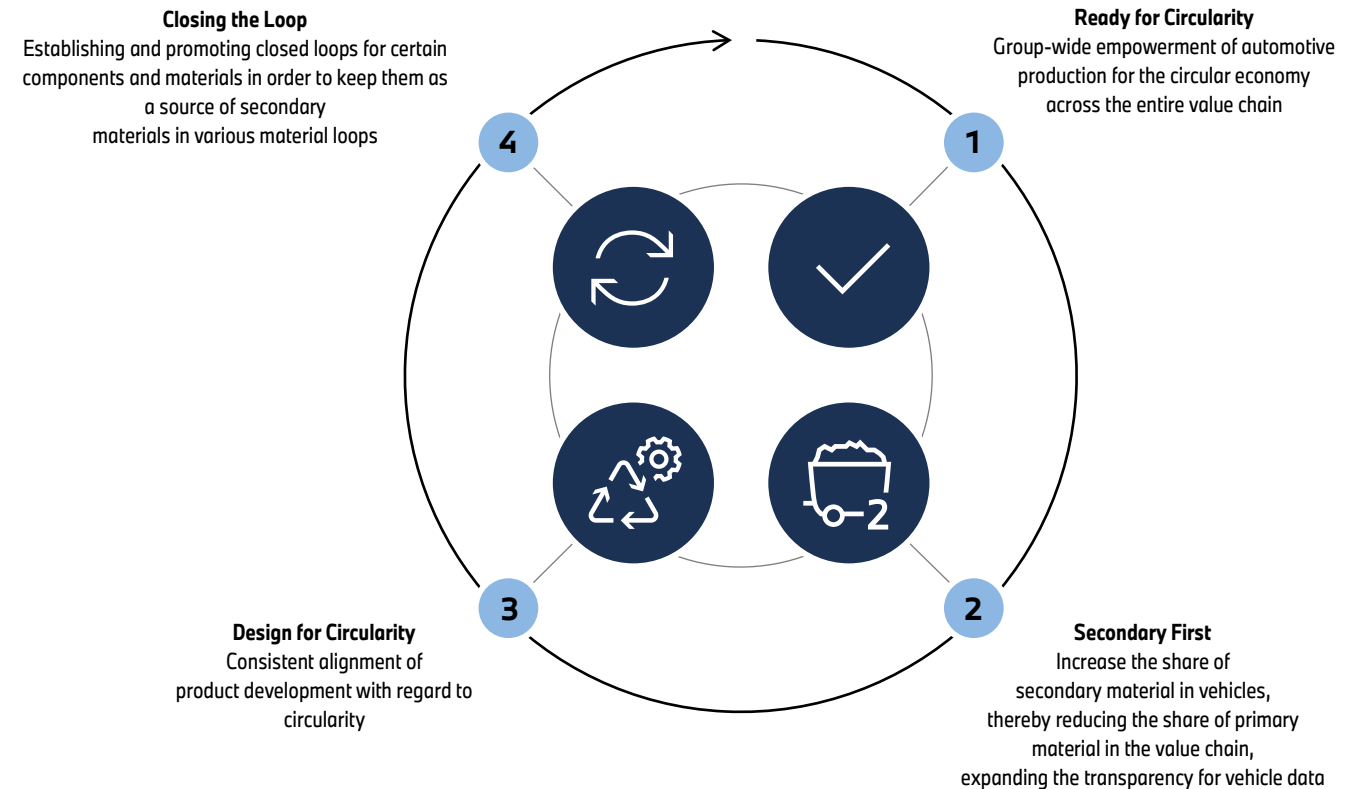 Closing the Loop
Establishing and promoting closed loops for certain
components and materials in order to keep them as
a source of secondary
materials in various material loops
Ready for Circularity
Group-wide empowerment of automotive
production for the circular economy
across the entire value chain
4
1
2
3
2
Design for Circularity
Consistent alignment of
product development with regard to
circularity
Secondary First
Increase the share of
secondary material in vehicles,
thereby reducing the share of primary
material in the value chain,
expanding the transparency for vehicle data